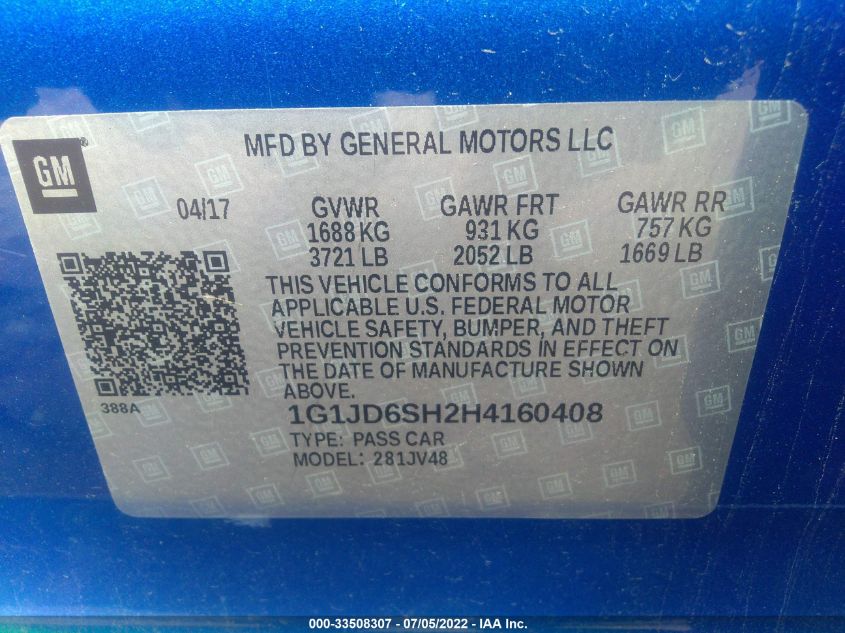 GM
MFD BY GENERAL MOTORS LLC
04/17 GVWR GAWR FRT GAWR RR
1688 KG 931 KG 757 KG
3721 LB 2052 LB 1669 LB
THIS VEHICLE CONFORMS TO ALL
APPLICABLE U.S. FEDERAL MOTOR
VEHICLE SAFETY, BUMPER, AND THEFT
PREVENTION STANDARDS IN EFFECT ON
THE DATE OF MANUFACTURE SHOWN
ABOVE.
388A
1G1JD6SH2H4160408
TYPE: PASS CAR
MODEL: 281JV48
000-33508307 - 07/05/2022 - IAA Inc.